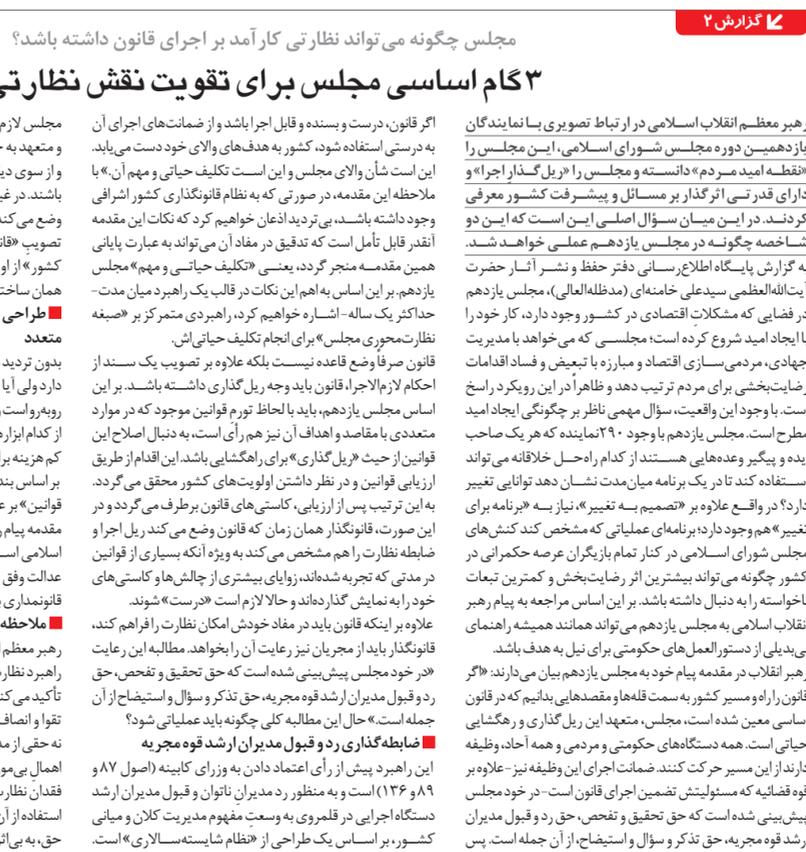 گزارش ۲
مجلس چگونه می‌تواند نظارتی کارآمد بر اجرای قانون داشته باشد؟
۳ گام اساسی مجلس برای تقویت نقش نظارتی
رهبر معظم انقلاب اسلامی در ارتباط تصویری با نمایندگان
یازدهمین دوره مجلس شورای اسلامی، این مجلس را
«نقطه امید مردم» دانسته و مجلس را «ریل‌گذار اجرا» و
دارای قدرتی اثرگذار بر مسائل و پیشرفت کشور معرفی
کردند. در این میان سؤال اصلی این است که این دو
شاخصه چگونه در مجلس یازدهم عملی خواهد شد.
به گزارش پایگاه اطلاع‌رسانی دفتر حفظ و نشر آثار حضرت
آیت‌الله‌العظمی سیدعلی خامنه‌ای (مدظله‌العالی)، مجلس یازدهم
در فضایی که مشکلاتِ اقتصادی در کشور وجود دارد، کار خود را
با ایجاد امید شروع کرده است؛ مجلسی که می‌خواهد با مدیریت
جهادی، مردمی‌سازی اقتصاد و مبارزه با تبعیض و فساد اقدامات
رضایت‌بخشی برای مردم ترتیب دهد و ظاهراً در این رویکرد راسخ
است. با وجود این واقعیت، سؤال مهمی ناظر بر چگونگی ایجاد امید
مطرح است. مجلس یازدهم با وجود ۲۹۰نماینده که هر یک صاحب
ایده و پیگیر وعده‌هایی هستند از کدام راه‌حل خلاقانه می‌تواند
استفاده کند تا در یک برنامه میان‌مدت نشان دهد توانایی تغییر
دارد؟ در واقع علاوه بر «تصمیم به تغییر»، نیاز به «برنامه برای
تغییر» هم وجود دارد؛ برنامه‌ای عملیاتی که مشخص کند کنش‌های
مجلس شورای اسلامی در کنار تمام بازیگران عرصه حکمرانی در
کشور چگونه می‌تواند بیشترین اثر رضایت‌بخش و کمترین تبعات
ناخواسته را به دنبال داشته باشد. بر این اساس مراجعه به پیام رهبر
انقلاب اسلامی به مجلس یازدهم می‌تواند همانند همیشه راهنمای
بی‌بدیلی از دستورالعمل‌های حکومتی برای نیل به هدف باشد.
رهبر انقلاب در مقدمه پیام خود به مجلس یازدهم بیان می‌دارند: «اگر
قانون را راه و مسیر کشور به سمت قله‌ها و مقصدهایی بدانیم که در قانون
اساسی معین شده است، مجلس، متعهد این ریل‌گذاری و رهگشایی
حیاتی است. همه دستگاه‌های حکومتی و مردمی و همه آحاد، وظیفه
دارند از این مسیر حرکت کنند. ضمانت اجرای این وظیفه نیز-علاوه بر
قوه قضائیه که مسئولیتش تضمین اجرای قانون است-در خود مجلس
پیش‌بینی شده است که حق تحقیق و تفحص، حق رد و قبول مدیران
ارشد قوه مجریه، حق تذکر و سؤال و استیضاح، از آن جمله است. پس
اگر قانون، درست و بسنده و قابل اجرا باشد و از ضمانت‌های اجرای آن
به درستی استفاده شود، کشور به هدف‌های والای خود دست می‌یابد.
این است شأن والای مجلس و این است تکلیف حیاتی و مهم آن.» با
ملاحظه این مقدمه، در صورتی که به نظام قانونگذاری کشور اشرافی
وجود داشته باشد، بی‌تردید اذعان خواهیم کرد که نکات این مقدمه
آنقدر قابل تأمل است که تدقیق در مفاد آن می‌تواند به عبارت پایانی
همین مقدمه منجر گردد، یعنی «تکلیف حیاتی و مهم» مجلس
یازدهم. بر این اساس به اهم این نکات در قالب یک راهبرد میان مدت-
حداکثر یک ساله-اشاره خواهیم کرد، راهبردی متمرکز بر «صبغه
نظارت‌محوری مجلس» برای انجام تکلیف حیاتی‌اش.
قانون صرفاً وضع قاعده نیست بلکه علاوه بر تصویب یک سند از
احکام لازم‌الاجرا، قانون باید وجه ریل‌گذاری داشته باشد. بر این
اساس مجلس یازدهم، باید با لحاظ تورم قوانین موجود که در موارد
متعددی با مقاصد و اهداف آن نیز هم رأی است، به دنبال اصلاح این
قوانین از حیث «ریل‌گذاری» برای راهگشایی باشد. این اقدام از طریق
ارزیابی قوانین و در نظر داشتن اولویت‌های کشور محقق می‌گردد.
به این ترتیب پس از ارزیابی، کاستی‌های قانون برطرف می‌گردد و در
این صورت، قانونگذار همان زمان که قانون وضع می‌کند ریل اجرا و
ضابطه نظارت را هم مشخص می‌کند به ویژه آنکه بسیاری از قوانین
در مدتی که تجربه شده‌اند، زوایای بیشتری از چالش‌ها و کاستی‌های
خود را به نمایش گذارده‌اند و حالا لازم است «درست» شوند.
علاوه بر اینکه قانون باید در مفاد خودش امکان نظارت را فراهم کند،
قانونگذار باید از مجریان نیز رعایت آن را بخواهد. مطالبه این رعایت
«در خود مجلس پیش‌بینی شده است که حق تحقیق و تفحص، حق
رد و قبول مدیران ارشد قوه مجریه، حق تذکر و سؤال و استیضاح از آن
جمله است.» حال این مطالبه کلی چگونه باید عملیاتی شود؟
ضابطه‌گذاری رد و قبول مدیران ارشد قوه مجریه
این راهبرد پیش از رأی اعتماد دادن به وزرای کابینه (اصول ۸۷ و
۸۹ و ۱۳۶) است و به منظور رد مدیران ناتوان و قبول مدیران ارشد
دستگاه اجرایی در قلمروی به وسعتِ مفهوم مدیریت کلان و میانی
کشور، بر اساس یک طراحی از «نظام شایسته‌سالاری» است.
مجلس لازم
و متعهد به
و از سوی دی
باشند. در غی
وضع می‌کند
تصویب «قان
کشور» از او
همان ساخت
طراحی
متعدد
بدون تردید
دارد ولی آیا
روبه‌رو است
از کدام ابزاره
کم هزینه برا
بر اساس بند
قوانین» بر ع
مقدمه پیام ر
اسلامی اس
عدالت وفق
قانونمداری
ملاحظه
رهبر معظم ا
راهبرد نظار
تأکید می‌کن
تقوا و انصاف
نه حقی از مد
اهمال بی‌مو
فقدان نظارت
استفاده از آن
حق، به بی‌اثر